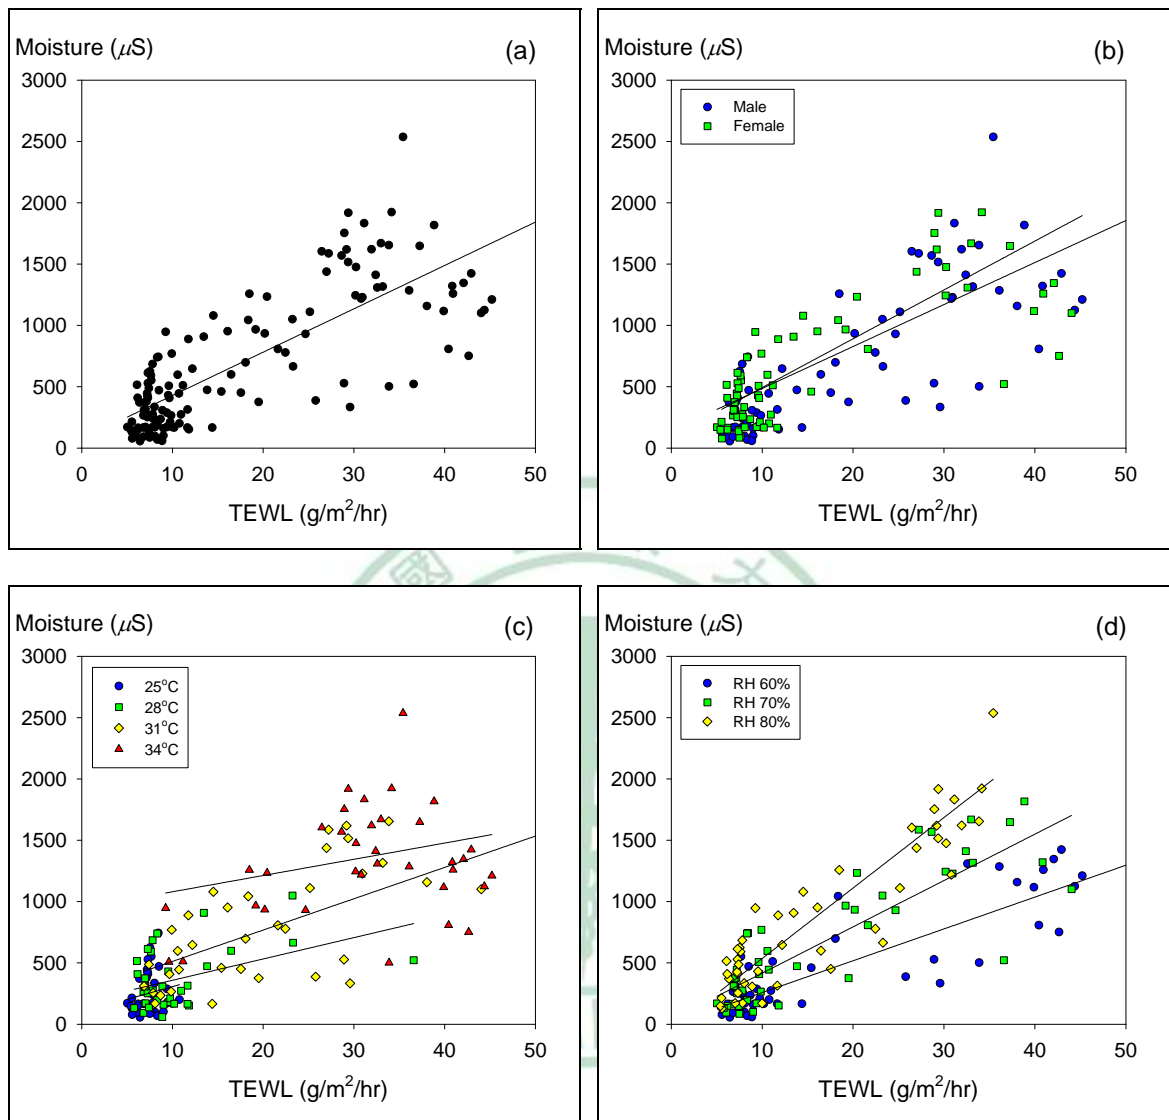 Moisture (μS)
(a)
3000
2500
2000
1500
1000
500
0
0 10 20 30 40 50
TEWL (g/m²/hr)
Moisture (μS)
(b)
3000
Male
Female
2500
2000
1500
1000
500
0
0 10 20 30 40 50
TEWL (g/m²/hr)
國
Moisture (μS)
(c)
3000
25°C
28°C
31°C
34°C
2500
2000
1500
1000
500
0
0 10 20 30 40 50
TEWL (g/m²/hr)
Moisture (μS)
(d)
3000
RH 60%
RH 70%
RH 80%
2500
2000
1500
1000
500
0
0 10 20 30 40 50
TEWL (g/m²/hr)